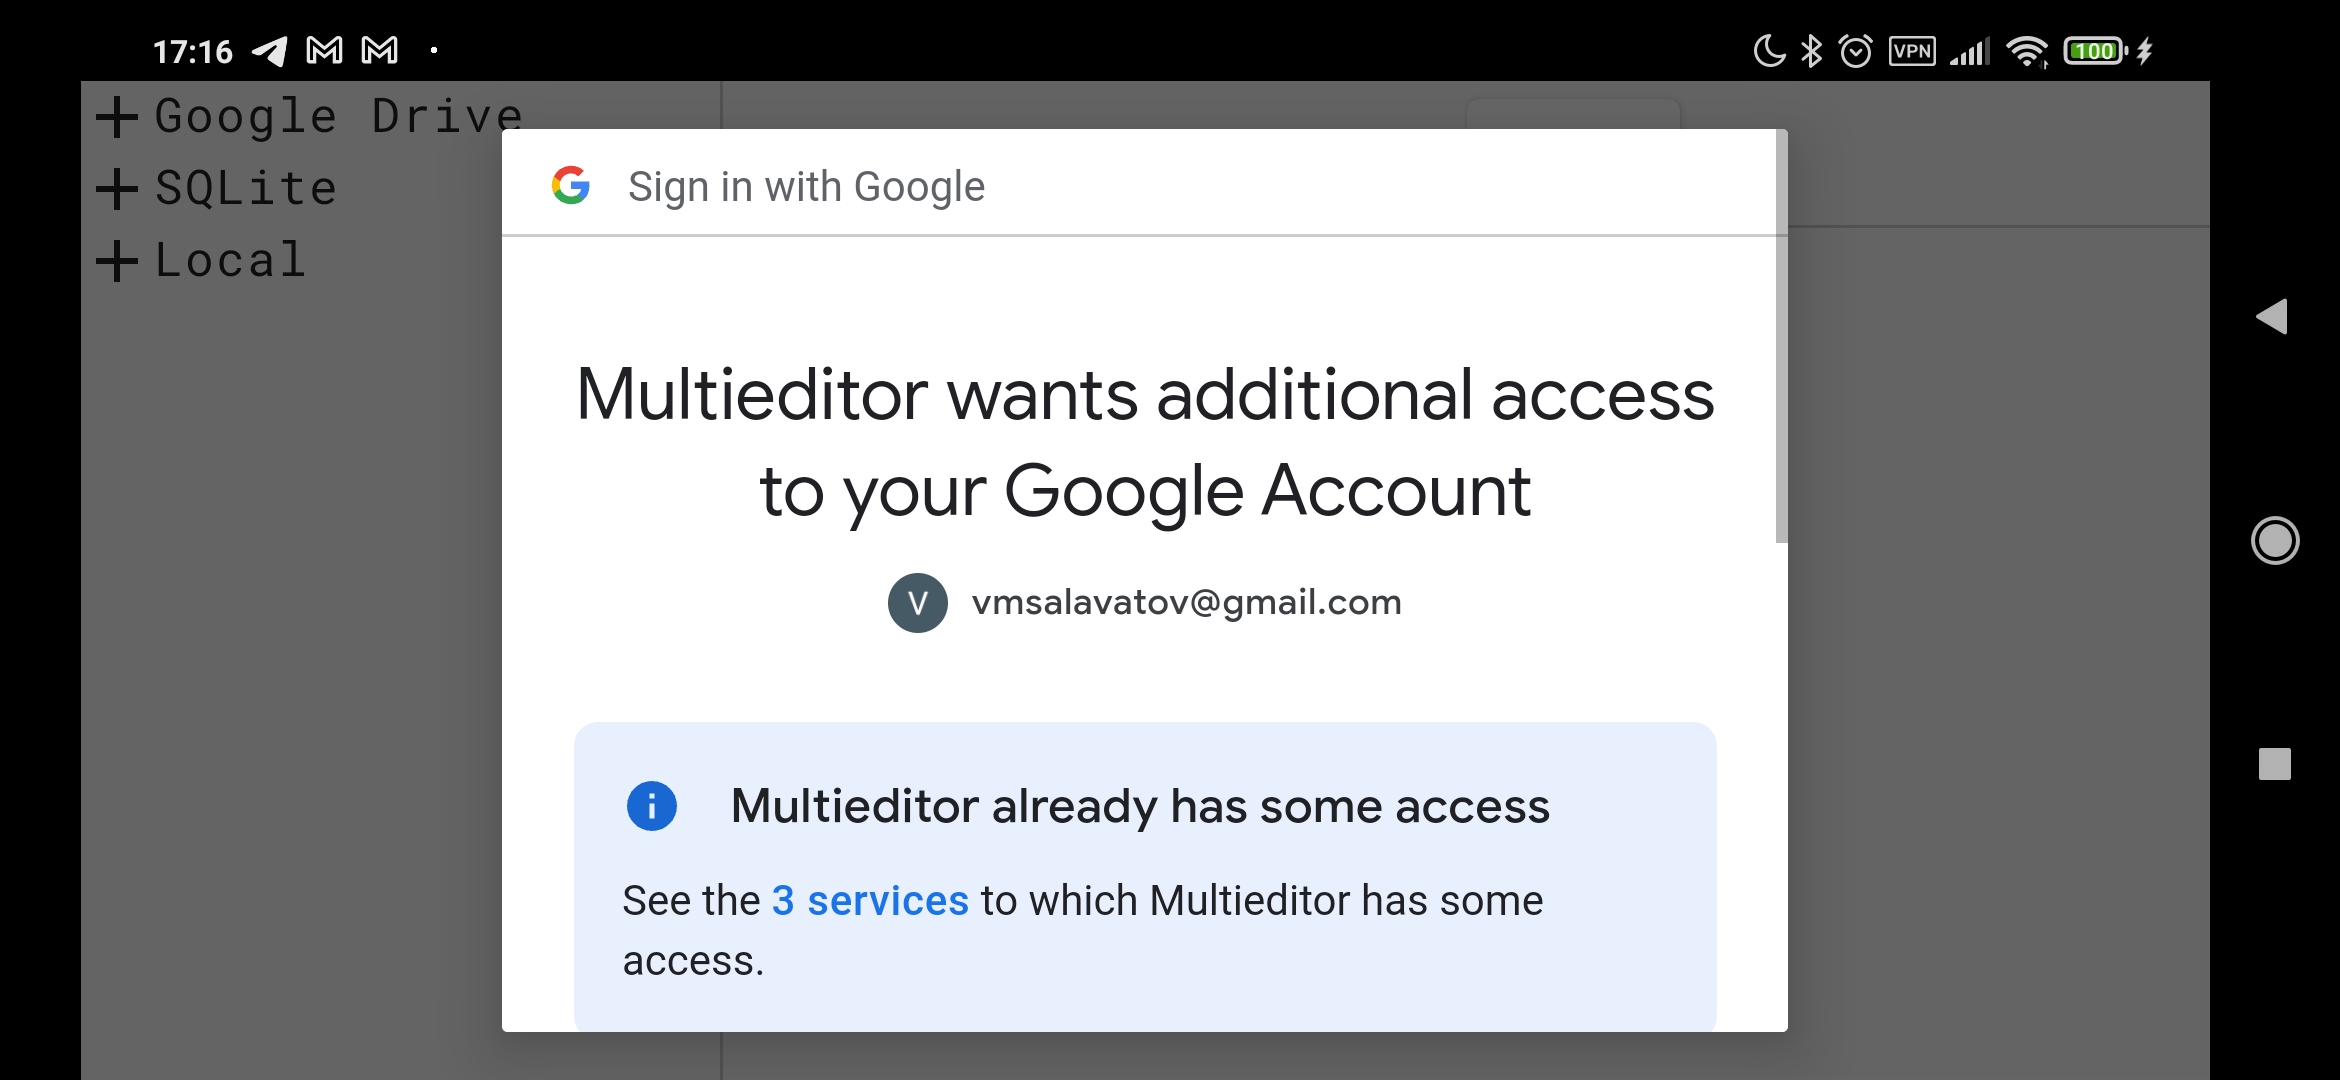 17:16
VPN
100
Google Drive
SQLite
Local
Sign in with Google
Multieditor wants additional access
to your Google Account
V vmsalavatov@gmail.com
Multieditor already has some access
See the 3 services to which Multieditor has some
access.